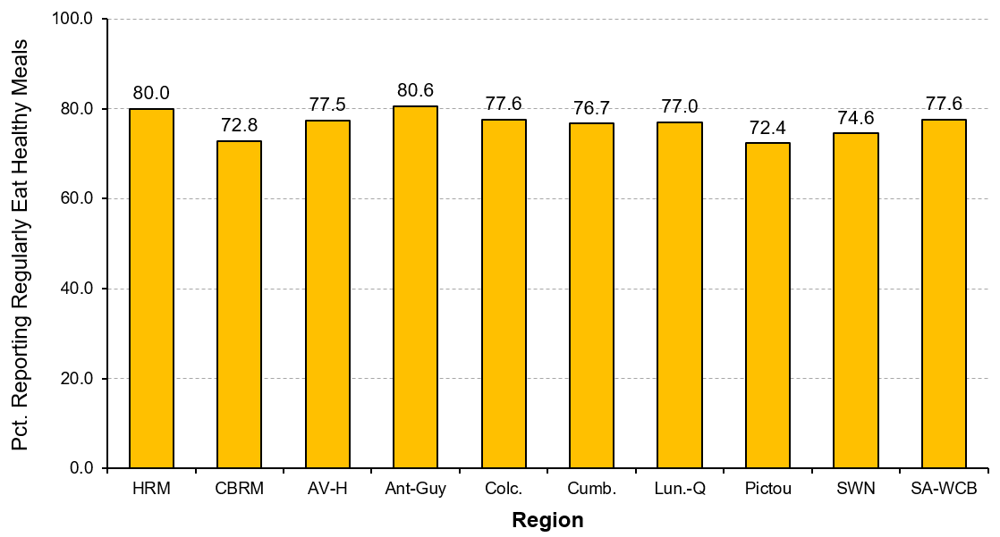 Pct. Reporting Regularly Eat Healthy Meals
100.0
80.0
60.0
40.0
20.0
0.0
80.0
72.8
77.5
80.6
77.6
76.7
77.0
72.4
74.6
77.6
HRM
CBRM
AV-H
Ant-Guy
Colc.
Cumb.
Lun.-Q
Pictou
SWN
SA-WCB
Region